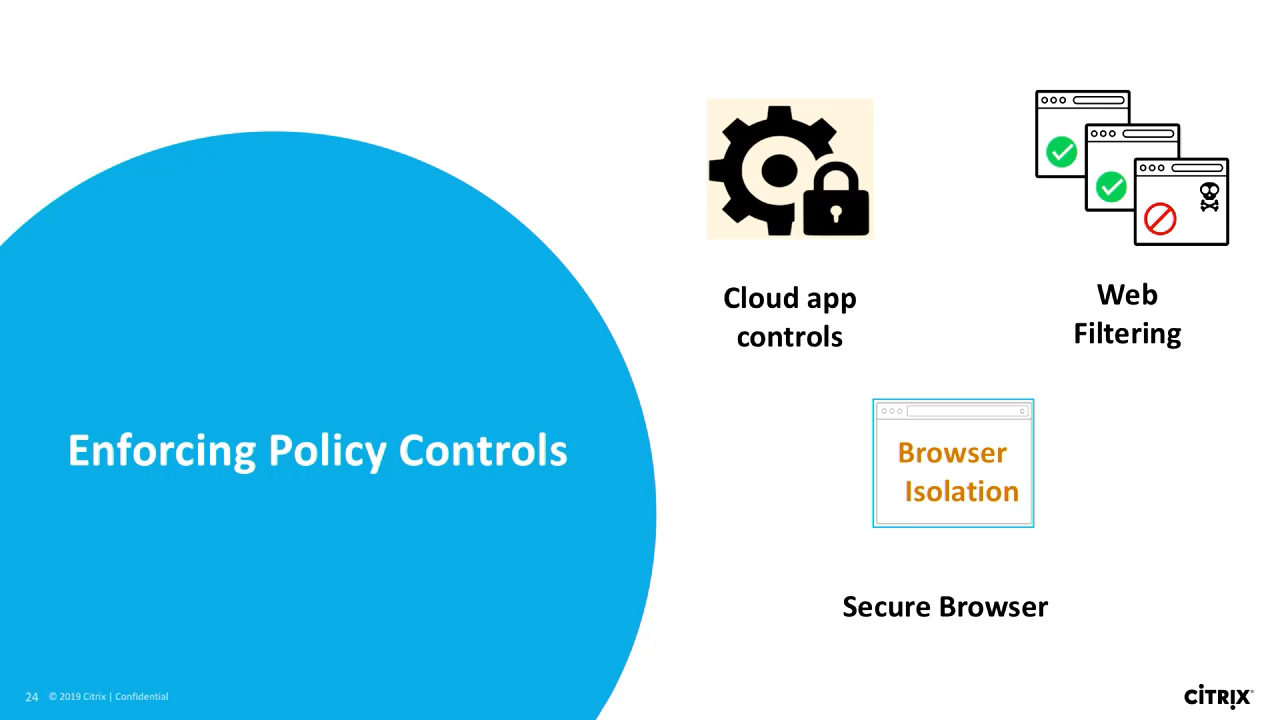 Enforcing Policy Controls
Cloud app
controls
Web
Filtering
Browser
Isolation
Secure Browser
24 © 2019 Citrix | Confidential
CITRIX